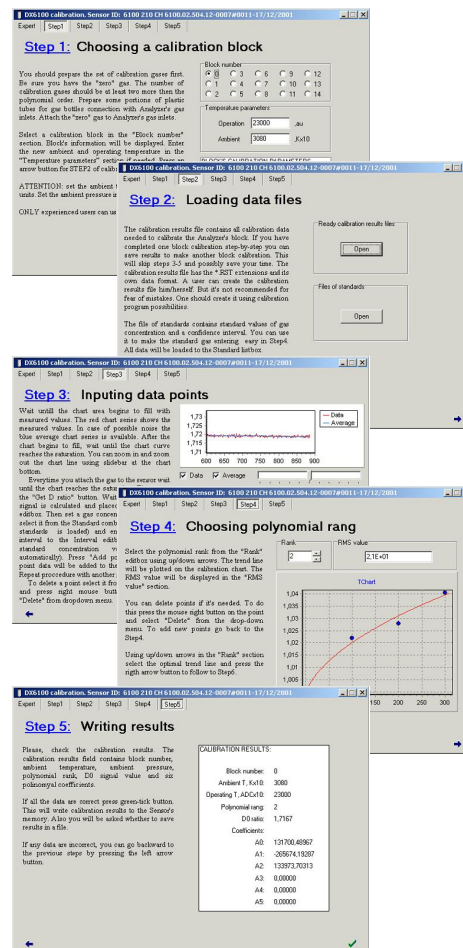 DX6100 calibration. Sensor ID: 6100 210 CH 6100.02.504.12-0007#0011-17/12/2001
Expert Step1 Step2 Step3 Step4 Step5
Step 1: Choosing a calibration block
You should prepare the set of calibration gases first.
Be sure you have the "zero" gas. The number of
calibration gases should be at least two more then the
polynomial order. Prepare some portions of plastic
tubes for gas bottles connection with Analyzer's gas
inlets. Attach the "zero" gas to Analyzer's gas inlets.
Select a calibration block in the "Block number"
section. Block's information will be displayed. Enter
the new ambient and operating temperature in the
"Temperature parameters" section if needed. Press an
arrow button for STEP2 of calib
ATTENTION: set the ambient t
units. Set the ambient pressure in
ONLY experienced users can us
Block number
0 3 6 9 12
1 4 7 10 13
2 5 8 11 14
Temperature parameters
Operation 23000 ,au
Ambient 3080 ,Kx10
BLOCKS CALIBRATION PARAMETERS
DX6100 calibration. Sensor ID: 6100 210 CH 6100.02.504.12-0007#0011-17/12/2001
Expert Step1 Step2 Step3 Step4 Step5
Step 2: Loading data files
The calibration results file contains all calibration data
needed to calibrate the Analyzer's block. If you have
completed one block calibration step-by-step you can
save results to make another block calibration. This
will skip steps 3-5 and possibly save your time. The
calibration results file has the *.RST extensions and its
own data format. A user can create the calibration
results file him/herself. But it's not recommended for
fear of mistakes. One should create it using calibration
program possibilities.
The file of standards contains standard values of gas
concentration and a confidence interval. You can use
it to make the standard gas entering easy in Step4.
All data will be loaded to the Standard listbox.
Ready calibration results files
Open
Files of standards
Open
DX6100 calibration. Sensor ID: 6100 210 CH 6100.02.504.12-0007#0011-17/12/2001
Expert Step1 Step2 Step3 Step4 Step5
Step 3: Inputing data points
Wait untill the chart area begins to fill with
measured values. The red chart series shows the
measured values. In case of possible noise the
blue average chart series is available. After the
chart begins to fill, wait until the chart curve
reaches the saturation. You can zoom in and zoom
out the chart line using slidebar at the chart
bottom.
Everytime you attach the gas to the sensor wait
until the chart reaches the satu
the "Get D ratio" button. Wait
signal is calculated and placed
editbox. Then set a gas concen
select it from the Standard comb
standards is loaded) and en
interval to the Interval editb
standard concentration w
automatically). Press "Add po
point data will be added to the
Repeat proccedure with another
To delete a point select it fro
and press right mouse butt
"Delete" from dropdown menu.
1,73
1,725
1,72
1,715
1,71
600 650 700 750 800 850 900
Data
Average
Data Average
DX6100 calibration. Sensor ID: 6100 210 CH 6100.02.504.12-0007#0011-17/12/2001
Expert Step1 Step2 Step3 Step4 Step5
Step 4: Choosing polynomial rang
Select the polynomial rank from the "Rank"
editbox using up/down arrows. The trend line
will be plotted on the calibration chart. The
RMS value will be displayed in the "RMS
value" section.
You can delete points if it's needed. To do
this press the mouse right button on the point
and select "Delete" from the drop-down
menu. To add new points go back to the
Step4.
Using up/down arrows in the "Rank" section
select the optimal trend line and press the
rigth arrow button to follow to Step6.
Rank
2
RMS value
2,1E+01
TChart
1,04
1,035
1,03
1,025
1,02
1,015
1,01
1,005
150 200 250 300
DX6100 calibration. Sensor ID: 6100 210 CH 6100.02.504.12-0007#0011-17/12/2001
Expert Step1 Step2 Step3 Step4 Step5
Step 5: Writing results
Please, check the calibration results. The
calibration results field contains block number,
ambient temperature, ambient pressure,
polynomial rank, D0 signal value and six
polinomyal coefficients.
If all the data are correct press green-tick button.
This will write calibration results to the Sensor's
memory. Also you will be asked whether to save
results in a file.
If any data are incorrect, you can go backward to
the previous steps by pressing the left arrow
button.
CALIBRATION RESULTS:
Block number: 0
Ambient T, Kx10: 3080
Operating T, ADCx10: 23000
Polynomial rang: 2
D0 ratio: 1,7167
Coefficients:
A0: 131700,48967
A1: -265674,19287
A2: 133973,70313
A3: 0,00000
A4: 0,00000
A5: 0,00000